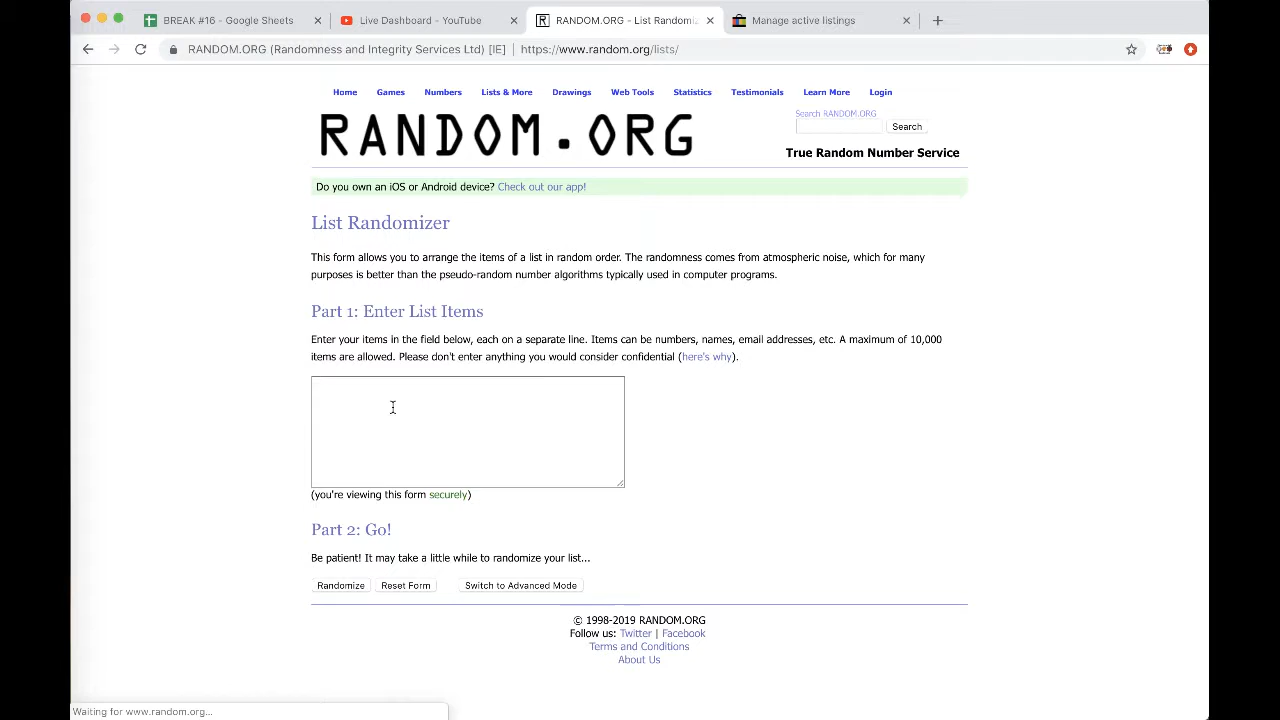 BREAK #16 - Google Sheets
Live Dashboard - YouTube
RANDOM.ORG - List Randomi
Manage active listings
RANDOM.ORG (Randomness and Integrity Services Ltd) [IE] | https://www.random.org/lists/
Home Games Numbers Lists & More Drawings Web Tools Statistics Testimonials Learn More Login
RANDOM.ORG
Search RANDOM.ORG
Search
True Random Number Service
Do you own an iOS or Android device? Check out our app!
List Randomizer
This form allows you to arrange the items of a list in random order. The randomness comes from atmospheric noise, which for many
purposes is better than the pseudo-random number algorithms typically used in computer programs.
Part 1: Enter List Items
Enter your items in the field below, each on a separate line. Items can be numbers, names, email addresses, etc. A maximum of 10,000
items are allowed. Please don't enter anything you would consider confidential (here's why).
(you're viewing this form securely)
Part 2: Go!
Be patient! It may take a little while to randomize your list...
Randomize Reset Form Switch to Advanced Mode
© 1998-2019 RANDOM.ORG
Follow us: Twitter | Facebook
Terms and Conditions
About Us
Waiting for www.random.org...